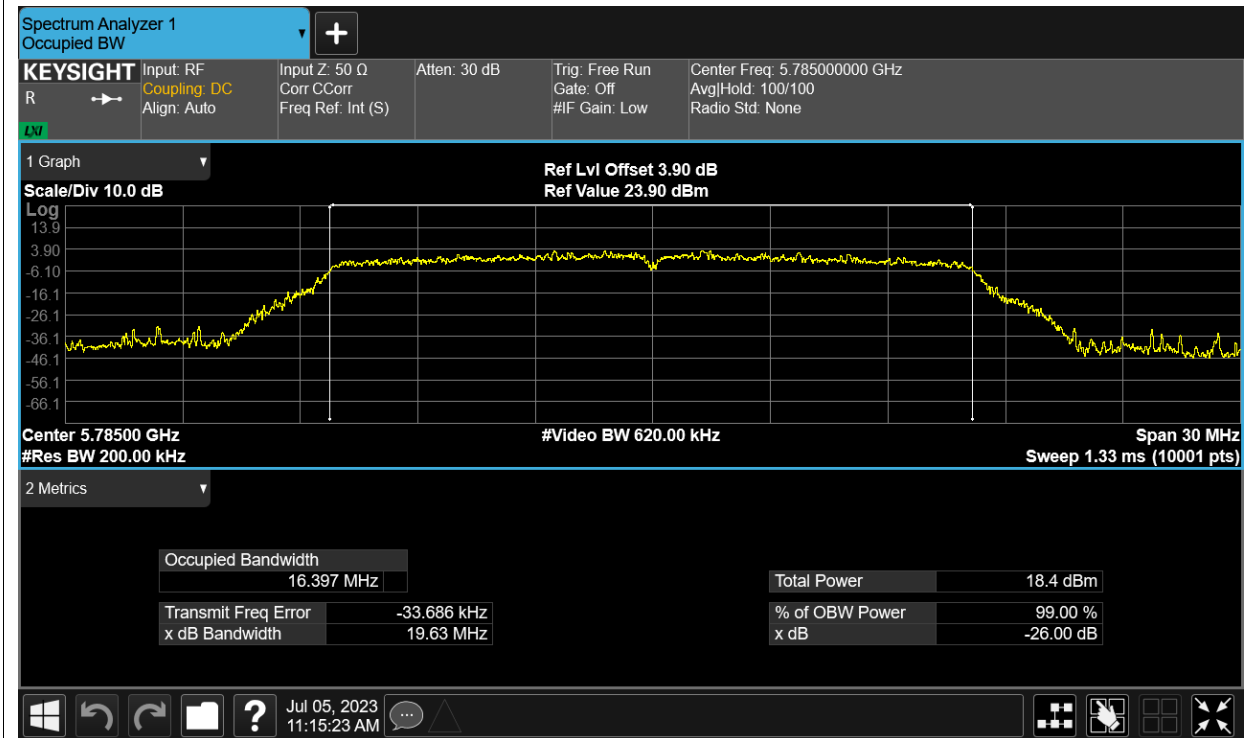 Spectrum Analyzer 1
Occupied BW
KEYSIGHT
R
LXI
Input: RF
Coupling: DC
Align: Auto
Input Z: 50 Ω
Corr CCorr
Freq Ref: Int (S)
Atten: 30 dB
Trig: Free Run
Gate: Off
#IF Gain: Low
Center Freq: 5.785000000 GHz
Avg|Hold: 100/100
Radio Std: None
1 Graph
Scale/Div 10.0 dB
Ref Lvl Offset 3.90 dB
Ref Value 23.90 dBm
Log
13.9
3.90
-6.10
-16.1
-26.1
-36.1
-46.1
-56.1
-66.1
Center 5.78500 GHz
#Video BW 620.00 kHz
Span 30 MHz
#Res BW 200.00 kHz
Sweep 1.33 ms (10001 pts)
2 Metrics
Occupied Bandwidth
16.397 MHz
Total Power 18.4 dBm
Transmit Freq Error -33.686 kHz
% of OBW Power 99.00 %
x dB Bandwidth 19.63 MHz
x dB -26.00 dB
?
Jul 05, 2023
11:15:23 AM